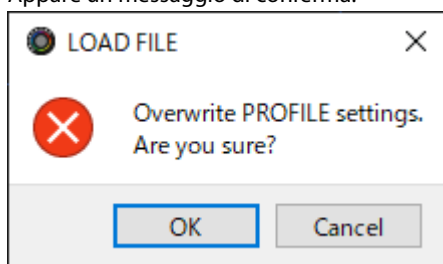 Appare un messaggio di conferma.
LOAD FILE
Overwrite PROFILE settings.
Are you sure?
OK
Cancel